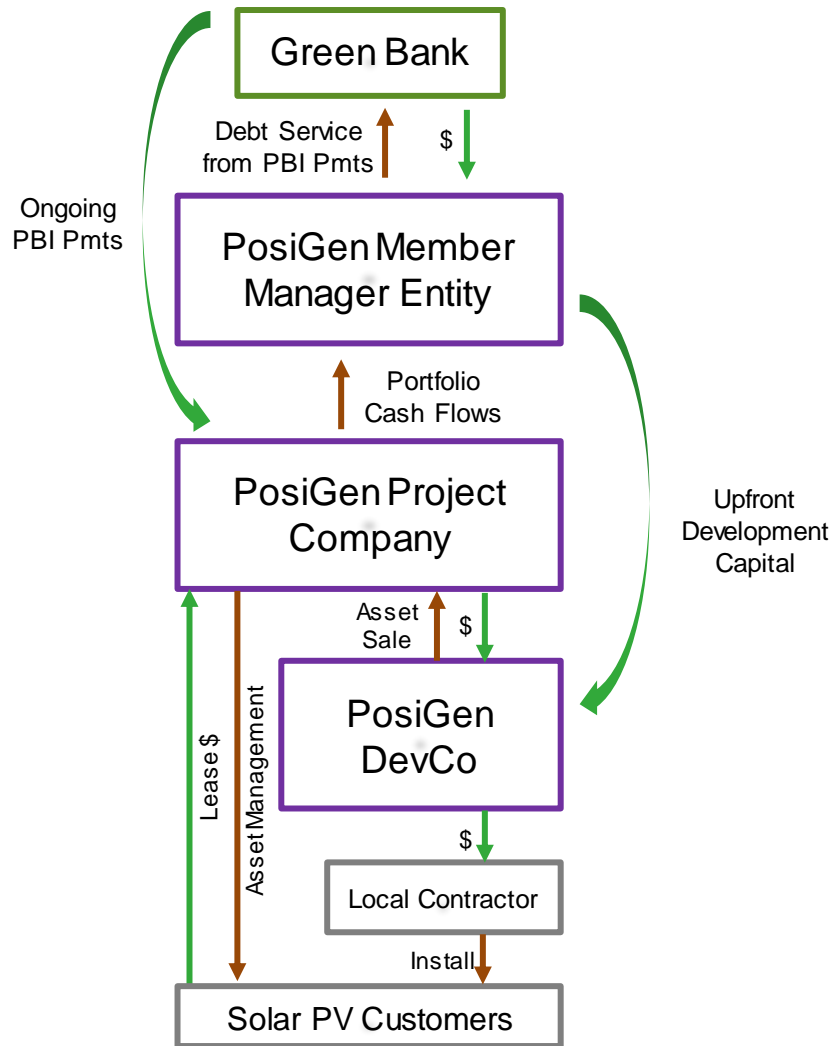 Green Bank
Debt Service
from PBI Pmts
$
Ongoing
PBI Pmts
PosiGen Member
Manager Entity
Portfolio
Cash Flows
PosiGen Project
Company
Upfront
Development
Capital
Asset
Sale
$
PosiGen
DevCo
Lease $
Asset Management
$
Local Contractor
Install
Solar PV Customers